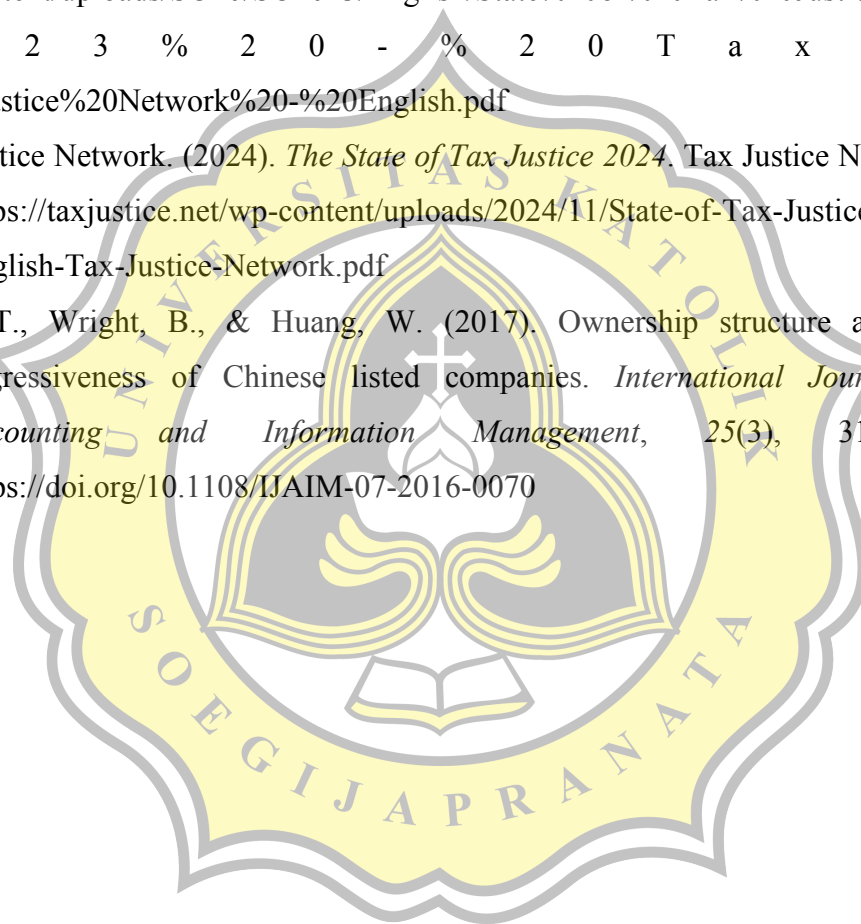 2 3 % 2 0 - % 2 0 T a x
stice%20Network%20-%20English.pdf
tice Network. (2024). The State of Tax Justice 2024. Tax Justice N
ps://taxjustice.net/wp-content/uploads/2024/11/State-of-Tax-Justice
glish-Tax-Justice-Network.pdf
T., Wright, B., & Huang, W. (2017). Ownership structure a
gressiveness of Chinese listed companies. International Jour
counting and Information Management, 25(3), 31
ps://doi.org/10.1108/IJAIM-07-2016-0070
UNIVERSITAS KATOLIK
SOEGIJAPRANATA